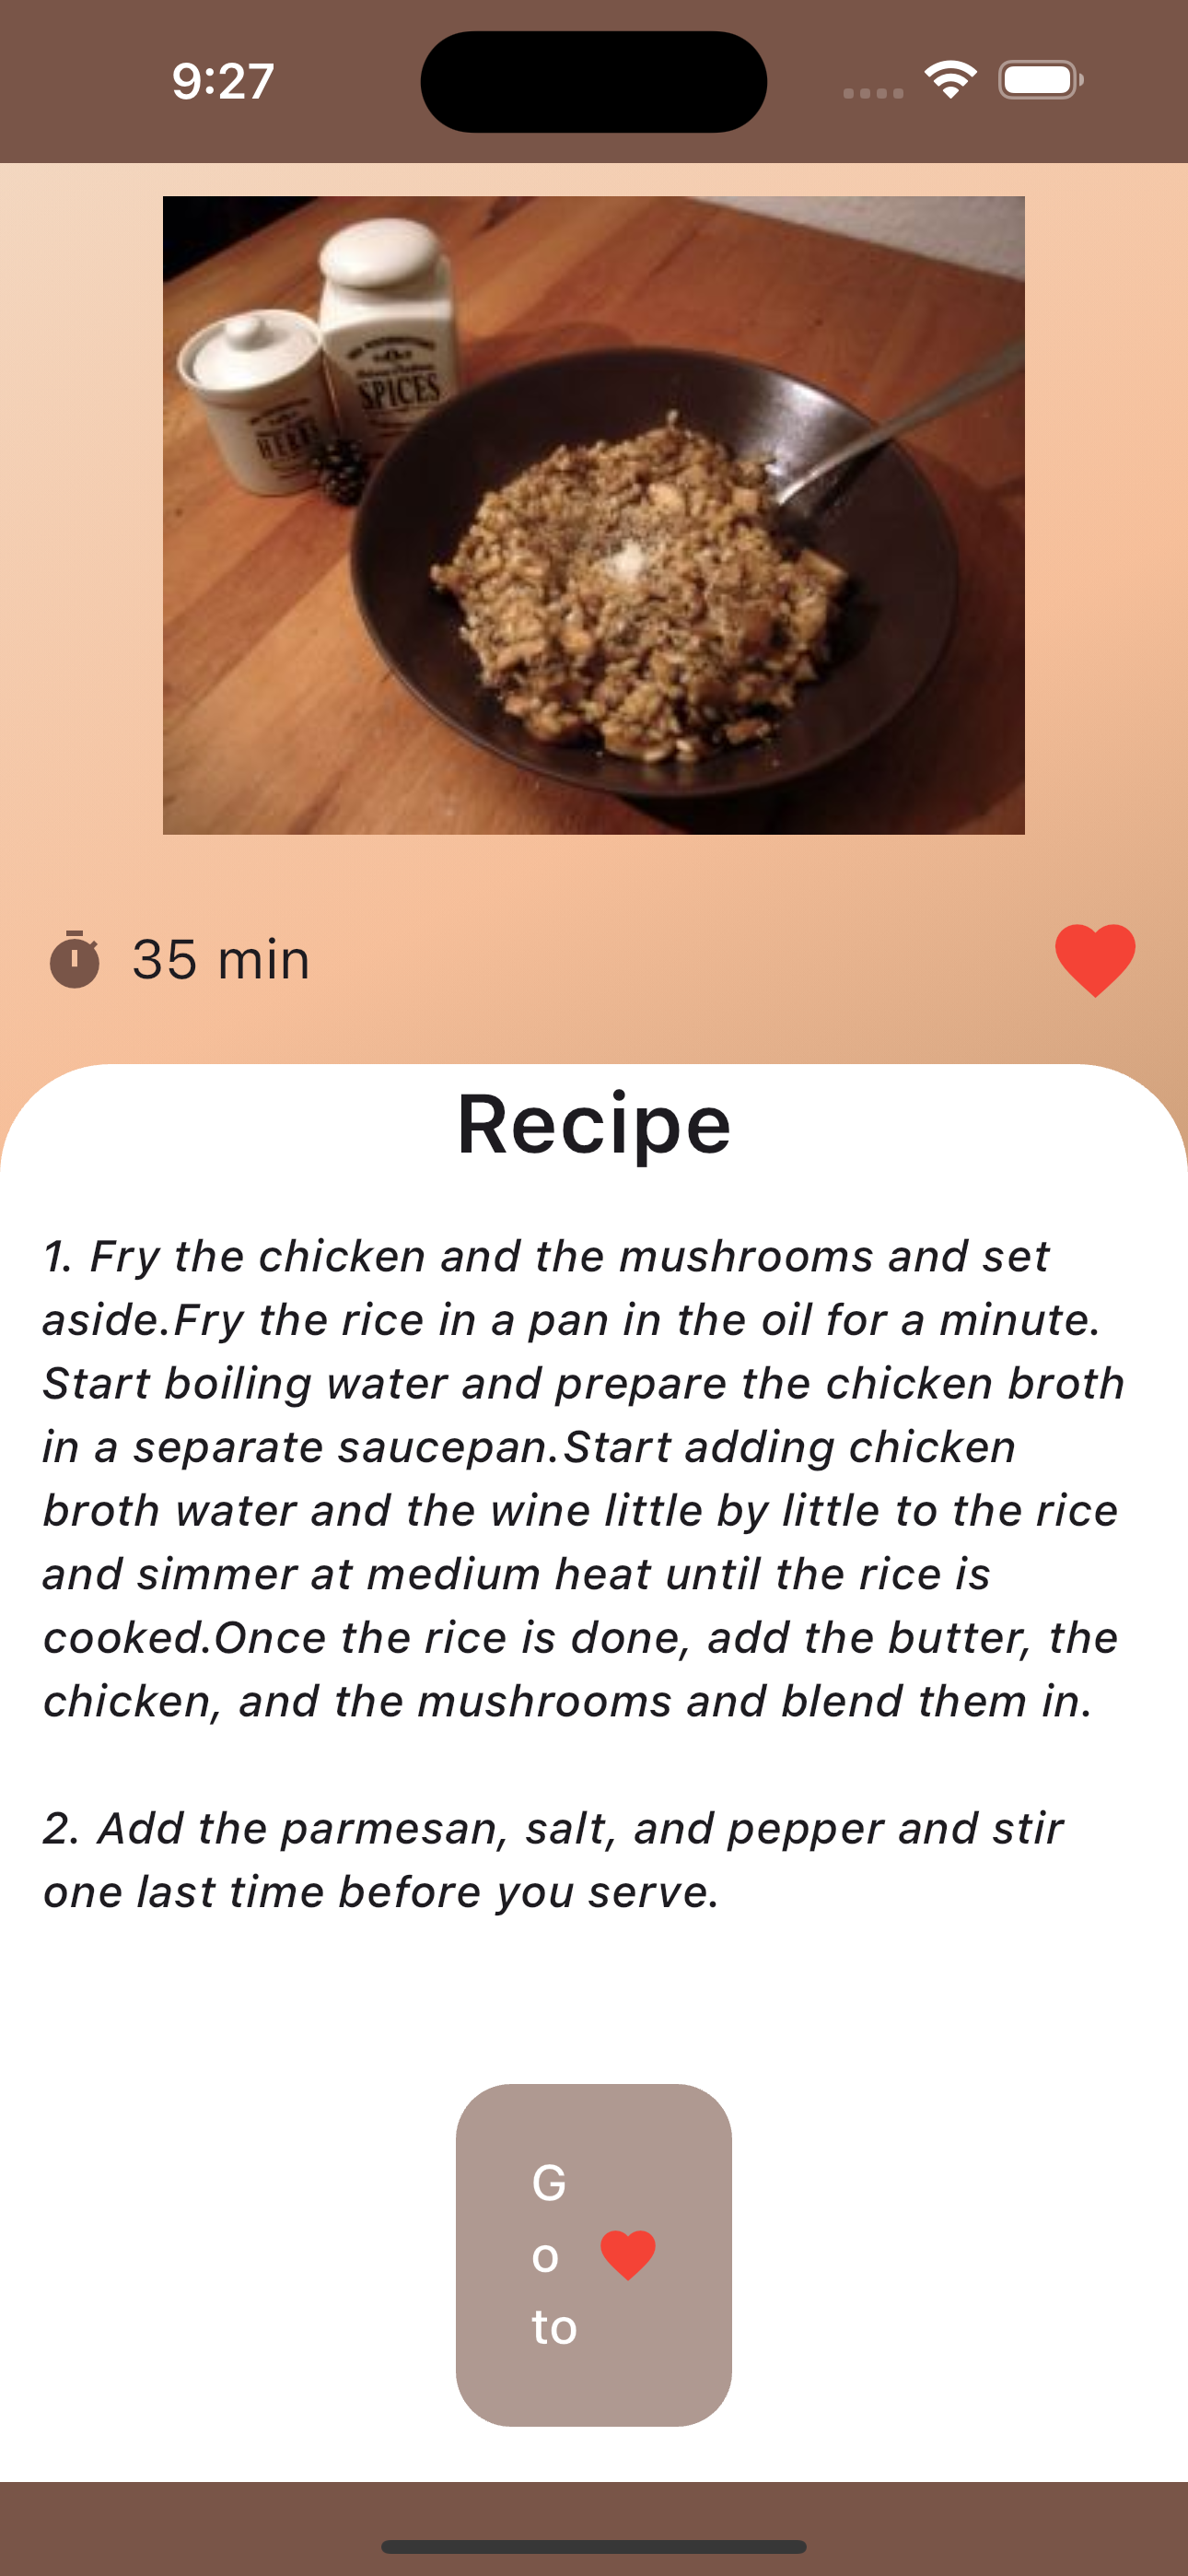 9:27
SPICES
HERBS
35 min
Recipe
1. Fry the chicken and the mushrooms and set
aside.Fry the rice in a pan in the oil for a minute.
Start boiling water and prepare the chicken broth
in a separate saucepan.Start adding chicken
broth water and the wine little by little to the rice
and simmer at medium heat until the rice is
cooked.Once the rice is done, add the butter, the
chicken, and the mushrooms and blend them in.
2. Add the parmesan, salt, and pepper and stir
one last time before you serve.
G
o
to